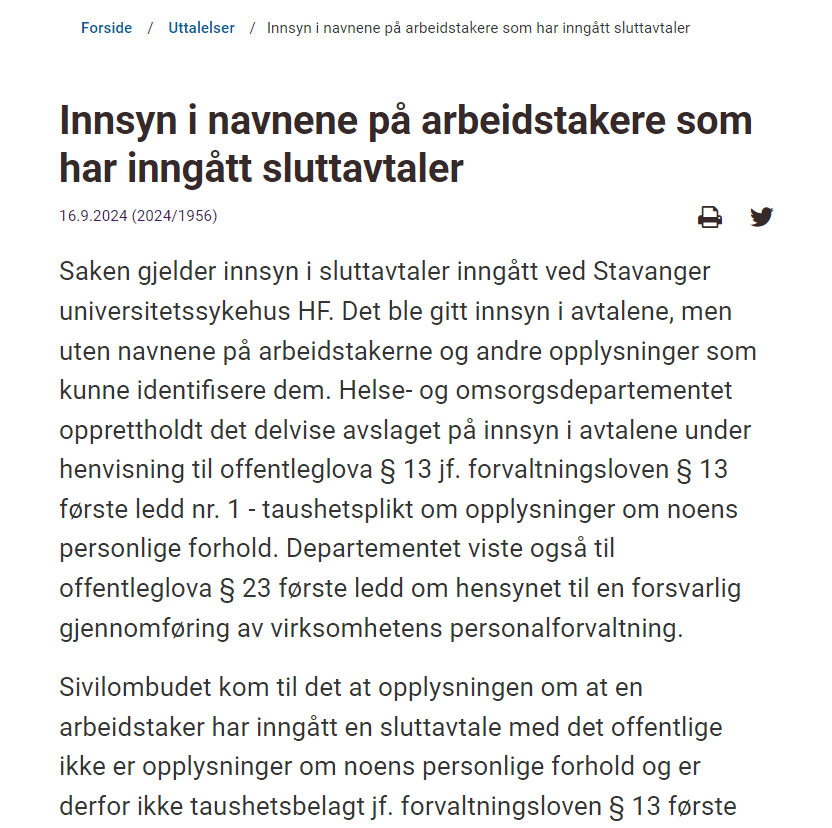 Forside / Uttalelser / Innsyn i navnene på arbeidstakere som har inngått sluttavtaler
Innsyn i navnene på arbeidstakere som
har inngått sluttavtaler
16.9.2024 (2024/1956)
Saken gjelder innsyn i sluttavtaler inngått ved Stavanger
universitetssykehus HF. Det ble gitt innsyn i avtalene, men
uten navnene på arbeidstakerne og andre opplysninger som
kunne identifisere dem. Helse- og omsorgsdepartementet
opprettholdt det delvise avslaget på innsyn i avtalene under
henvisning til offentleglova § 13 jf. forvaltningsloven § 13
første ledd nr. 1 - taushetsplikt om opplysninger om noens
personlige forhold. Departementet viste også til
offentleglova § 23 første ledd om hensynet til en forsvarlig
gjennomføring av virksomhetens personalforvaltning.
Sivilombudet kom til det at opplysningen om at en
arbeidstaker har inngått en sluttavtale med det offentlige
ikke er opplysninger om noens personlige forhold og er
derfor ikke taushetsbelagt jf. forvaltningsloven § 13 første